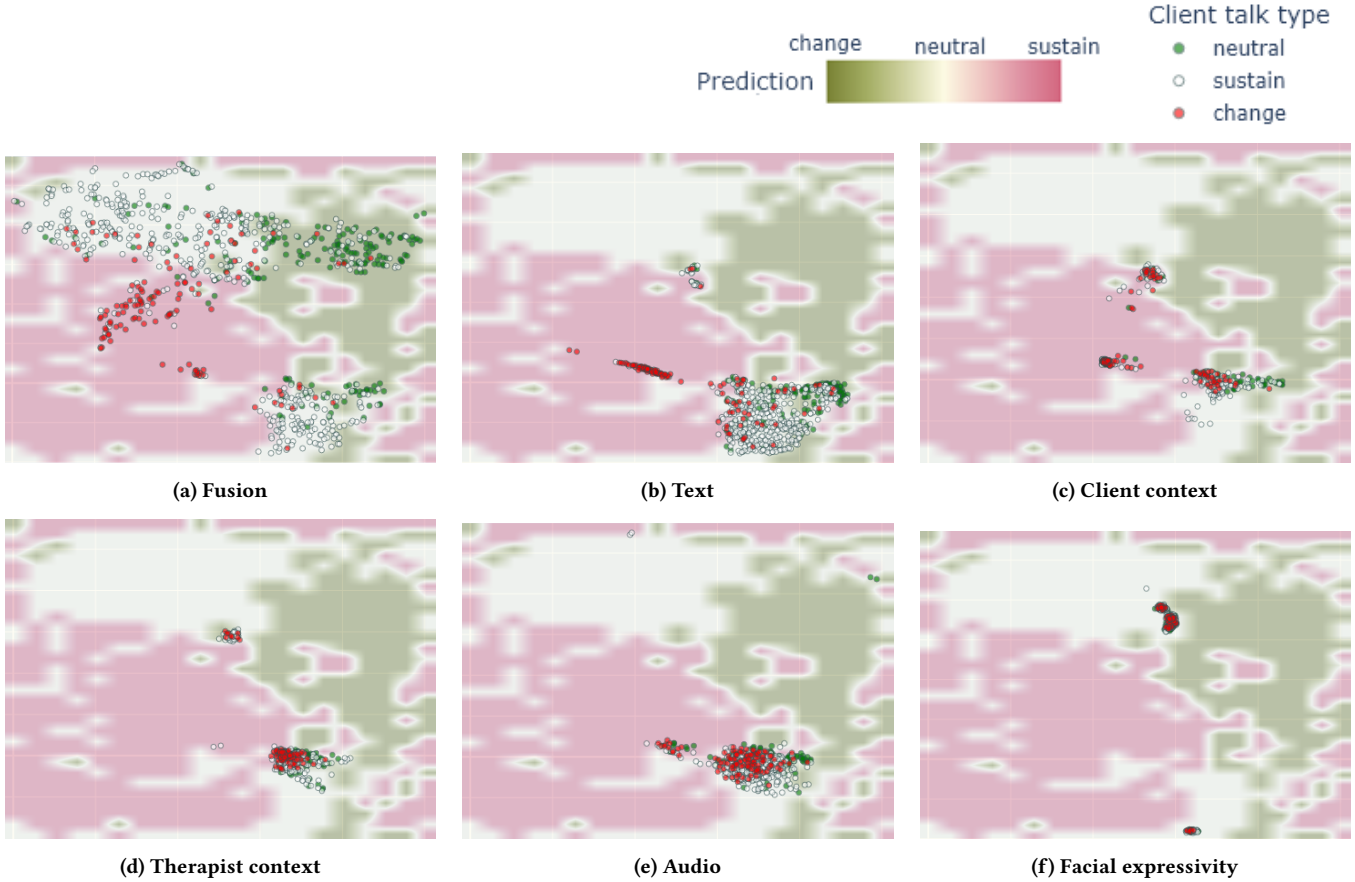 Client talk type
change neutral sustain
Prediction
neutral
sustain
change
(a) Fusion
(b) Text
(c) Client context
(d) Therapist context
(e) Audio
(f) Facial expressivity